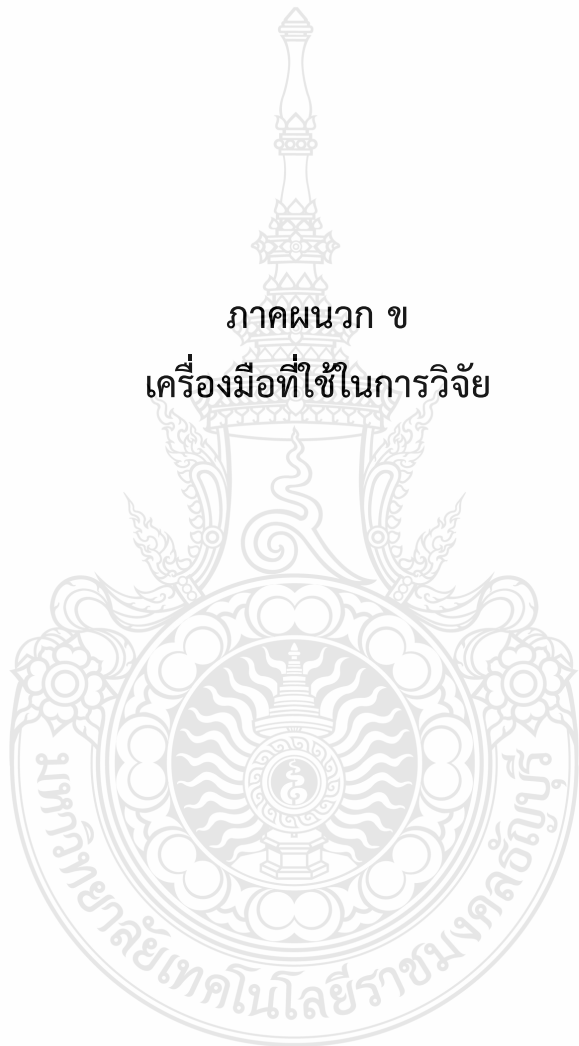 ภาคผนวก ข
เครื่องมือที่ใช้ในการวิจัย
มหาวิทยาลัยเทคโนโลยีราชมงคลธัญบุรี